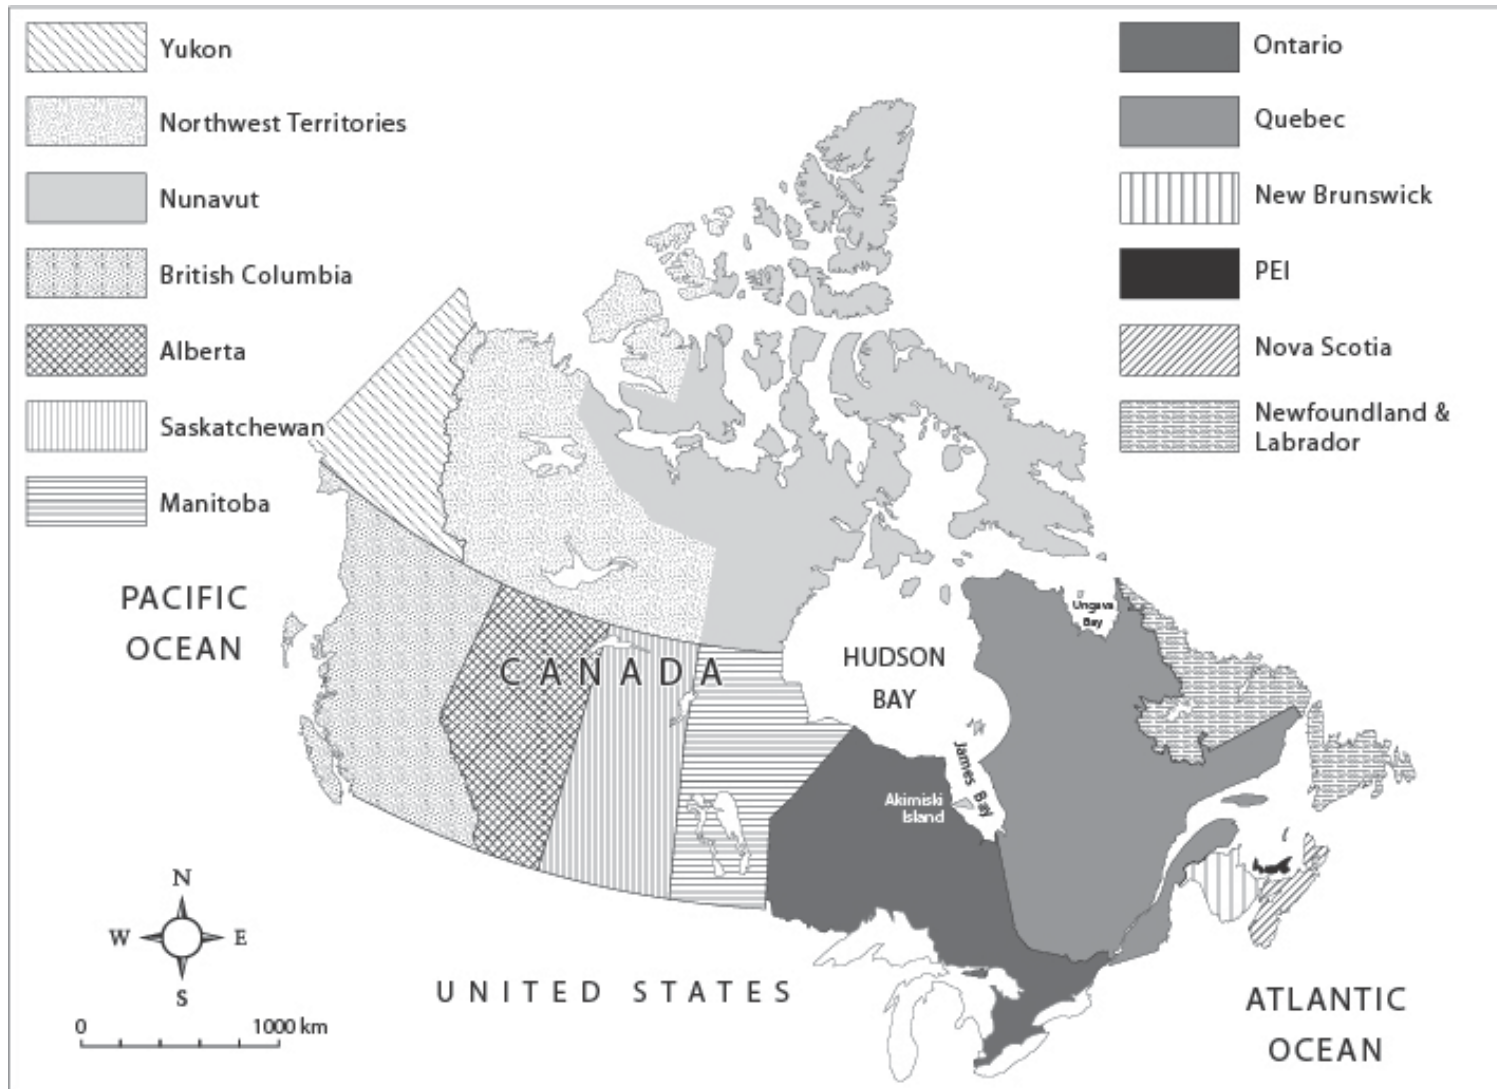 Yukon
Northwest Territories
Nunavut
British Columbia
Alberta
Saskatchewan
Manitoba
Ontario
Quebec
New Brunswick
PEI
Nova Scotia
Newfoundland &
Labrador
PACIFIC
OCEAN
CANADA
HUDSON
BAY
Ungava
Bay
James Bay
Akimiski
Island
N
W E
S
0 1000 km
UNITED STATES
ATLANTIC
OCEAN